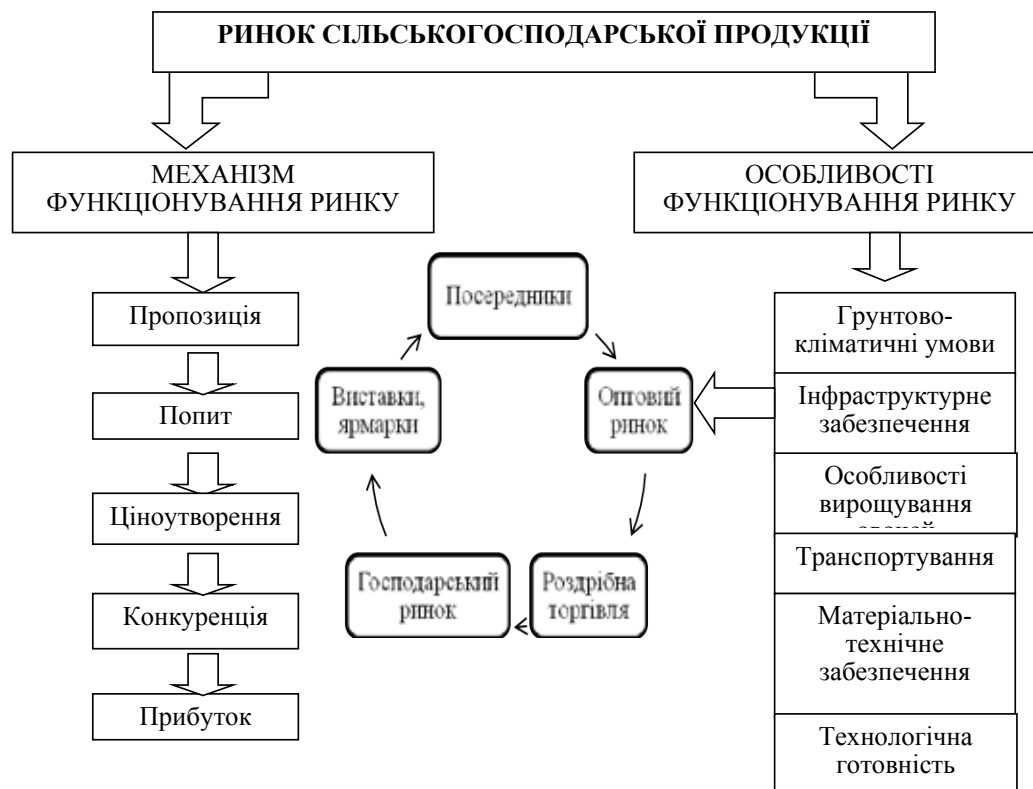 РИНОК СІЛЬСЬКОГОСПОДАРСЬКОЇ ПРОДУКЦІЇ
МЕХАНІЗМ
ФУНКЦІОНУВАННЯ РИНКУ
ОСОБЛИВОСТІ
ФУНКЦІОНУВАННЯ РИНКУ
Пропозиція
Попит
Ціноутворення
Конкуренція
Прибуток
Посередники
Оптовий
ринок
Роздрібна
торгівля
Господарський
ринок
Виставки,
ярмарки
Грунтово-
кліматичні умови
Інфраструктурне
забезпечення
Особливості
вирощування
Транспортування
Матеріально-
технічне
забезпечення
Технологічна
готовність